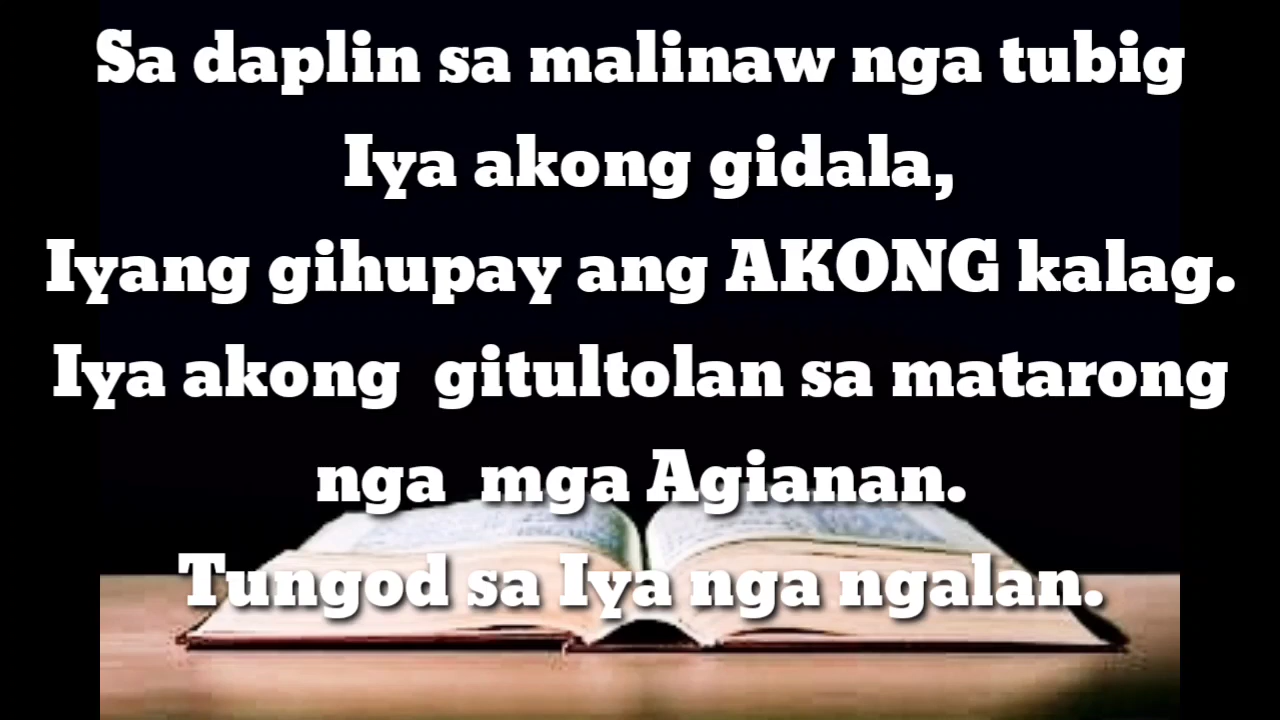 Sa daplin sa malinaw nga tubig
Iya akong gidala,
Iyang gihupay ang AKONG kalag.
Iya akong gitultolan sa matarong
nga mga Agianan.
Tungod sa Iya nga ngalan.